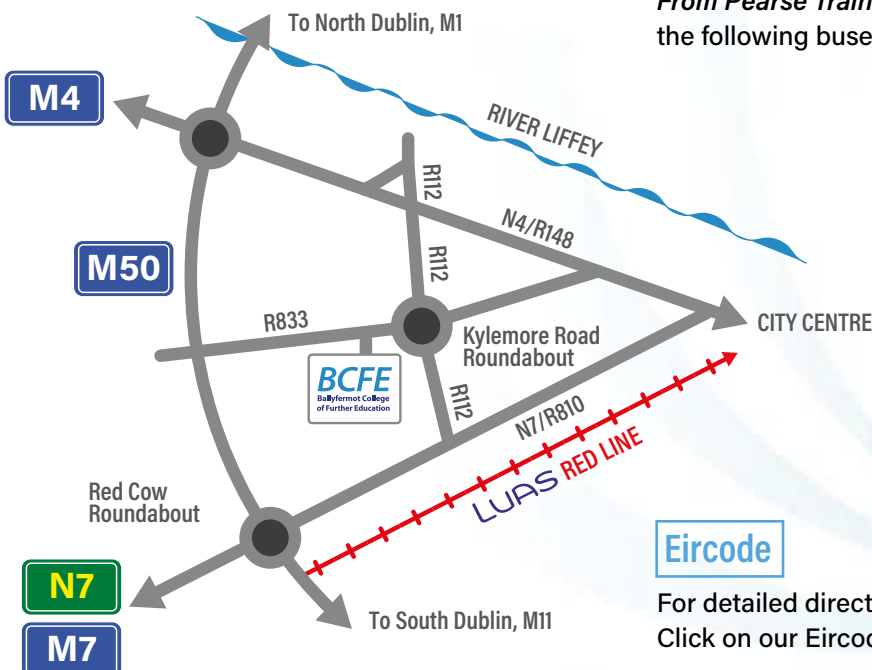 From Pearse Train
the following buse
To North Dublin, M1
M4
RIVER LIFFEY
R112
N4/R148
R112
M50
R833
CITY CENTRE
Kylemore Road
Roundabout
BCFE
Ballyfermot College
of Further Education
R112
N7/R810
LUAS RED LINE
Red Cow
Roundabout
Eircode
N7
For detailed direct
To South Dublin, M11
Click on our Eircod
M7